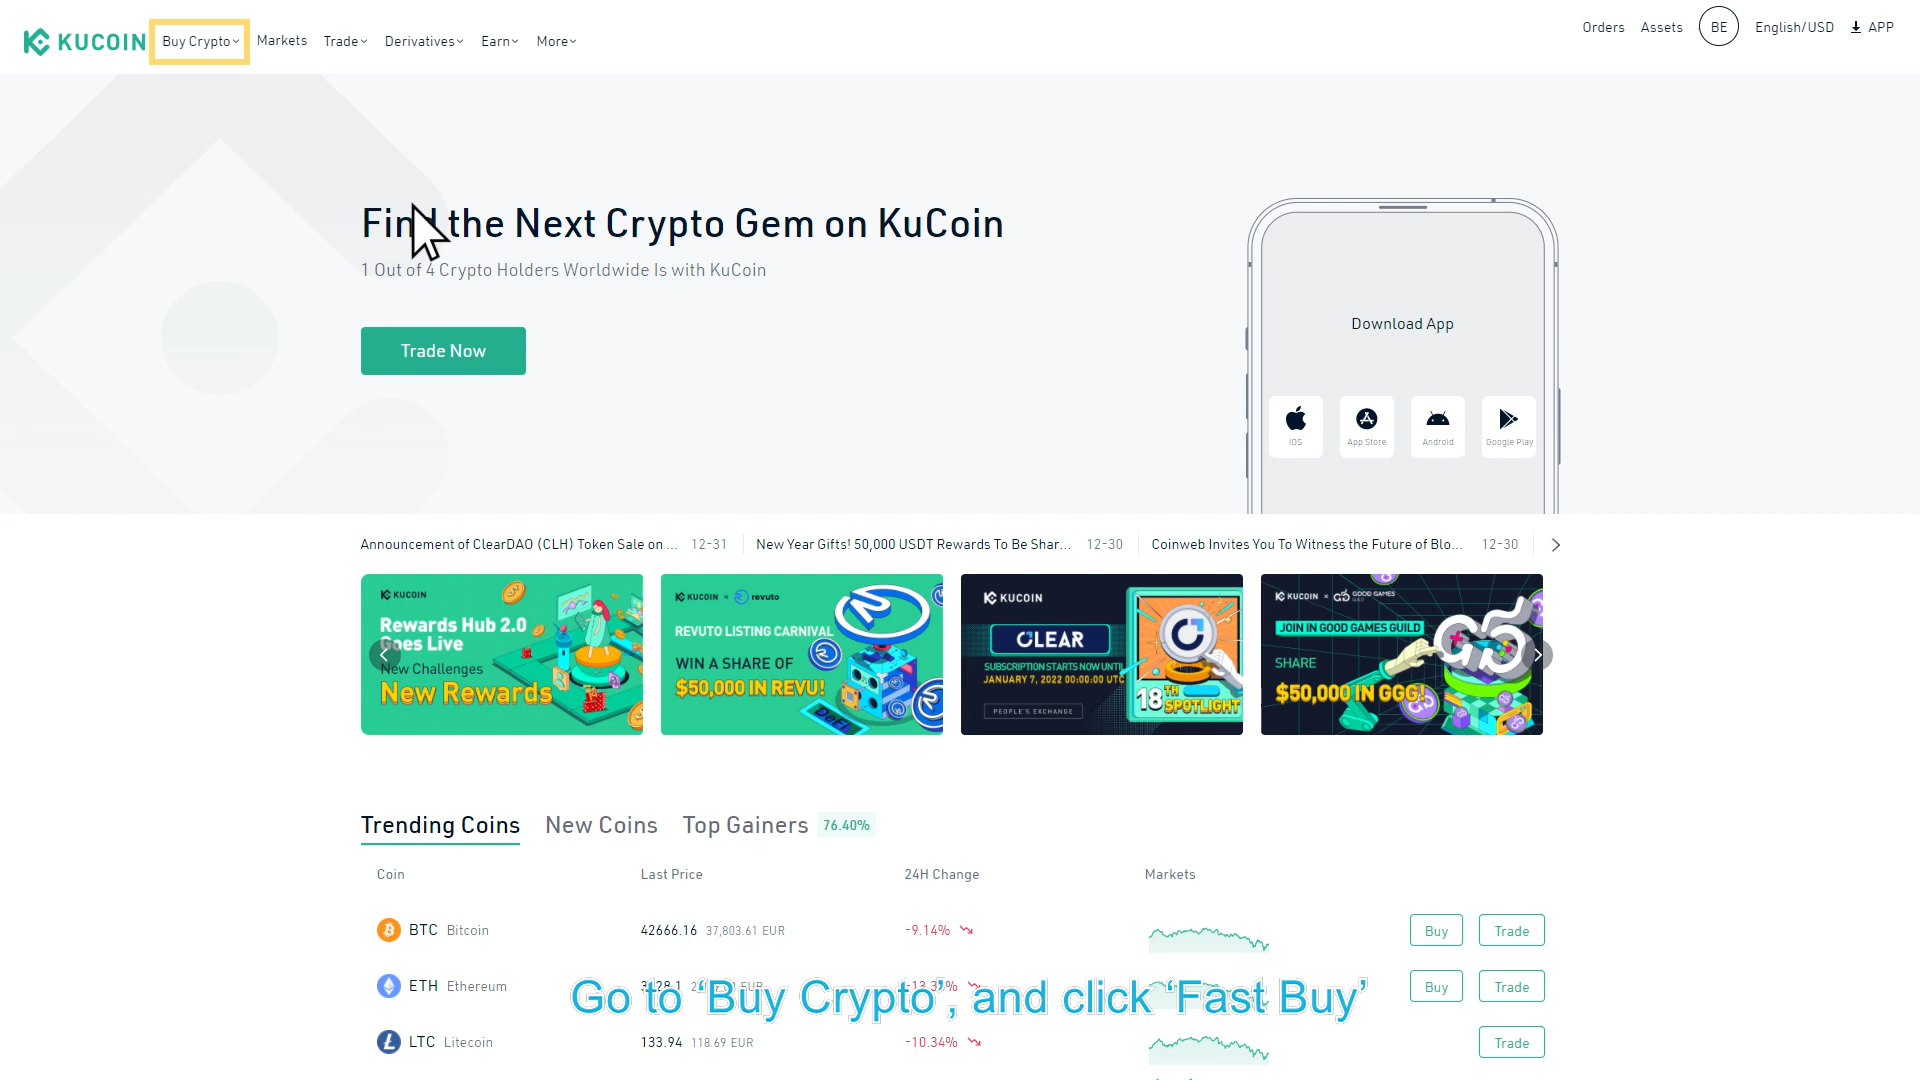 KUCOIN
Buy Crypto Markets Trade Derivatives Earn More
Orders Assets BE English/USD APP
Find the Next Crypto Gem on KuCoin
1 Out of 4 Crypto Holders Worldwide Is with KuCoin
Trade Now
Download App
IOS App Store Android Google Play
Announcement of ClearDAO (CLH) Token Sale on ... 12-31
New Year Gifts! 50,000 USDT Rewards To Be Shar... 12-30
Coinweb Invites You To Witness the Future of Blo... 12-30
KUCOIN
Rewards Hub 2.0
Goes Live
New Challenges
New Rewards
KUCOIN × revuto
REVUTO LISTING CARNIVAL
WIN A SHARE OF
$50,000 IN REVU!
DeFi
KUCOIN
CLEAR
SUBSCRIPTION STARTS NOW UNTIL
JANUARY 7, 2022 00:00:00 UTC
PEOPLE'S EXCHANGE
18TH SPOTLIGHT
KUCOIN × GOOD GAMES GUILD
JOIN IN GOOD GAMES GUILD
SHARE
$50,000 IN GGG!
Trending Coins New Coins Top Gainers 76.40%
Coin Last Price 24H Change Markets
BTC Bitcoin 42666.16 37,803.61 EUR -9.14% Buy Trade
ETH Ethereum EUR Buy Trade
Go to ‘Buy Crypto’, and click ‘Fast Buy’
LTC Litecoin 133.94 118.69 EUR -10.34% Trade